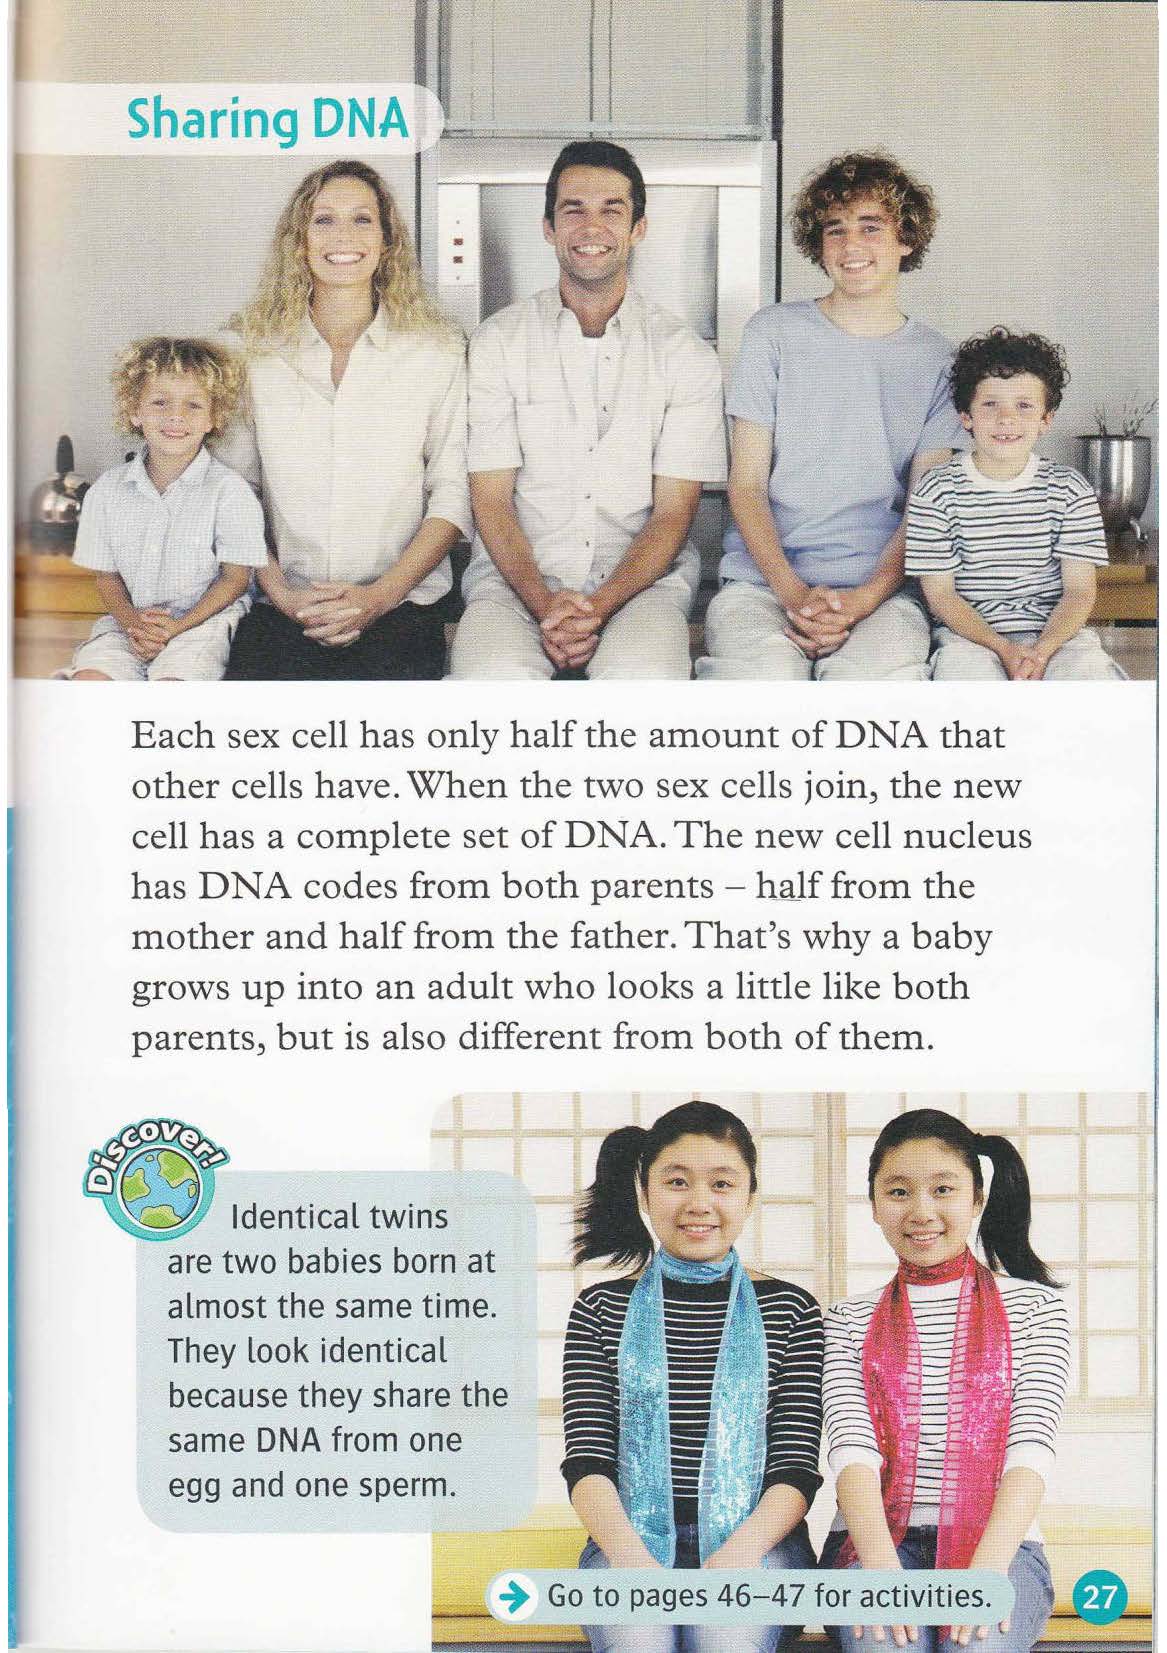 Sharing DNA
Each sex cell has only half the amount of DNA that
other cells have. When the two sex cells join, the new
cell has a complete set of DNA. The new cell nucleus
has DNA codes from both parents – half from the
mother and half from the father. That's why a baby
grows up into an adult who looks a little like both
parents, but is also different from both of them.
Discover!
Identical twins
are two babies born at
almost the same time.
They look identical
because they share the
same DNA from one
egg and one sperm.
Go to pages 46–47 for activities.
27